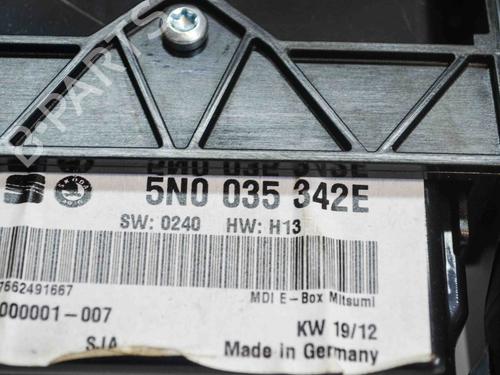 B-PARTS
5N0 035 342E
SW: 0240 HW: H13
7662491667
MDI E-Box Mitsumi
000001-007
KW 19/12
SJA
Made in Germany